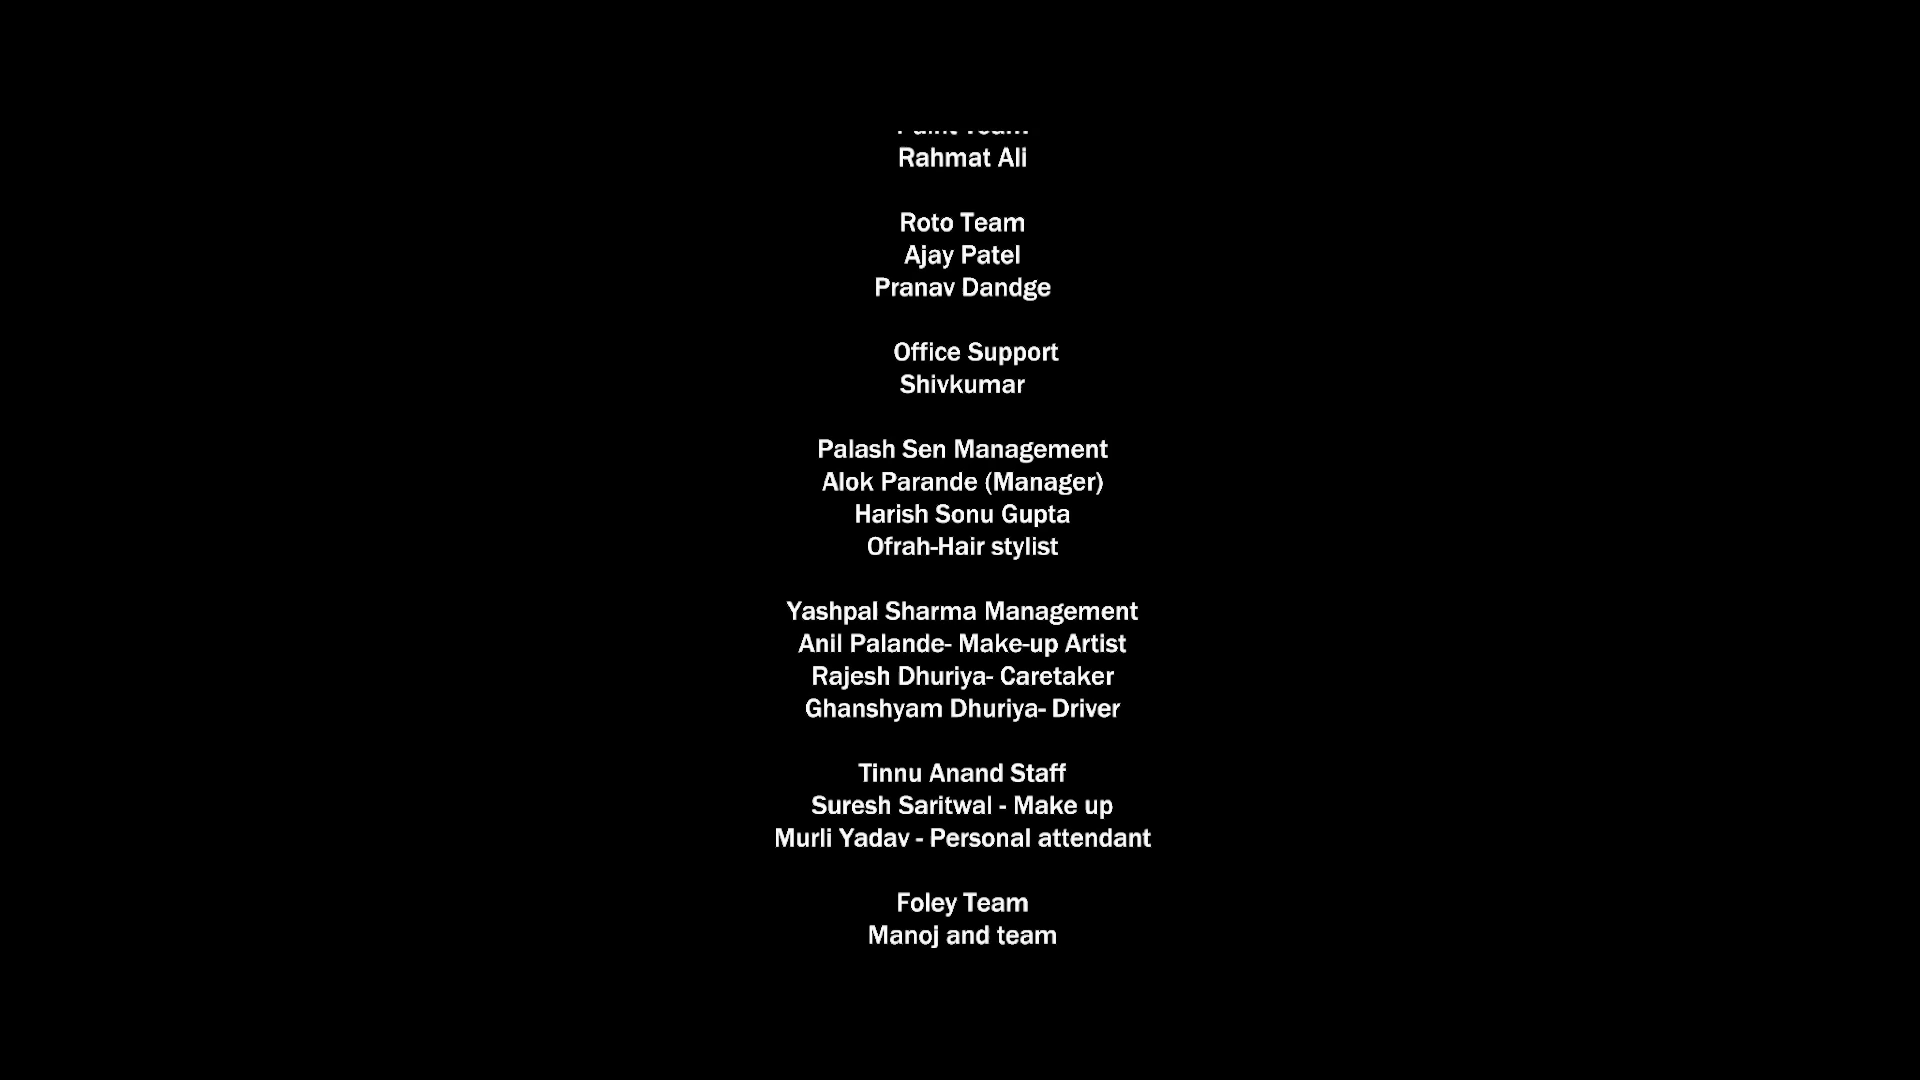 Paint Team
Rahmat Ali
Roto Team
Ajay Patel
Pranav Dandge
Office Support
Shivkumar
Palash Sen Management
Alok Parande (Manager)
Harish Sonu Gupta
Ofrah-Hair stylist
Yashpal Sharma Management
Anil Palande- Make-up Artist
Rajesh Dhuriya- Caretaker
Ghanshyam Dhuriya- Driver
Tinnu Anand Staff
Suresh Saritwal - Make up
Murli Yadav - Personal attendant
Foley Team
Manoj and team